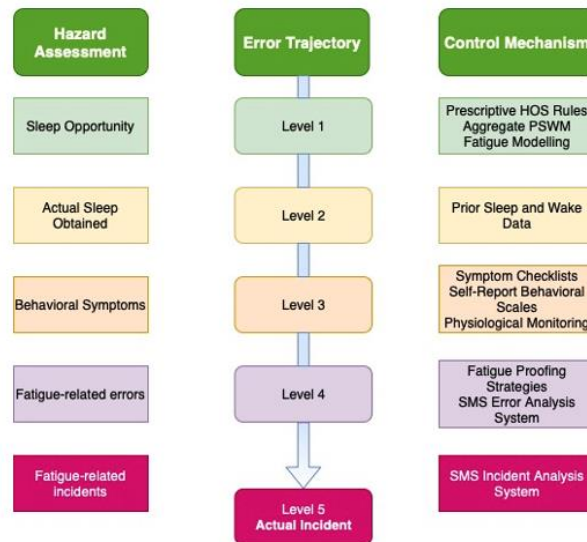 Hazard
Assessment
Error Trajectory
Control Mechanism
Sleep Opportunity
Level 1
Prescriptive HOS Rules
Aggregate PSWM
Fatigue Modelling
Actual Sleep
Obtained
Level 2
Prior Sleep and Wake
Data
Behavioral Symptoms
Level 3
Symptom Checklists
Self-Report Behavioral
Scales
Physiological Monitoring
Fatigue-related errors
Level 4
Fatigue Proofing
Strategies
SMS Error Analysis
System
Fatigue-related
incidents
Level 5
Actual Incident
SMS Incident Analysis
System